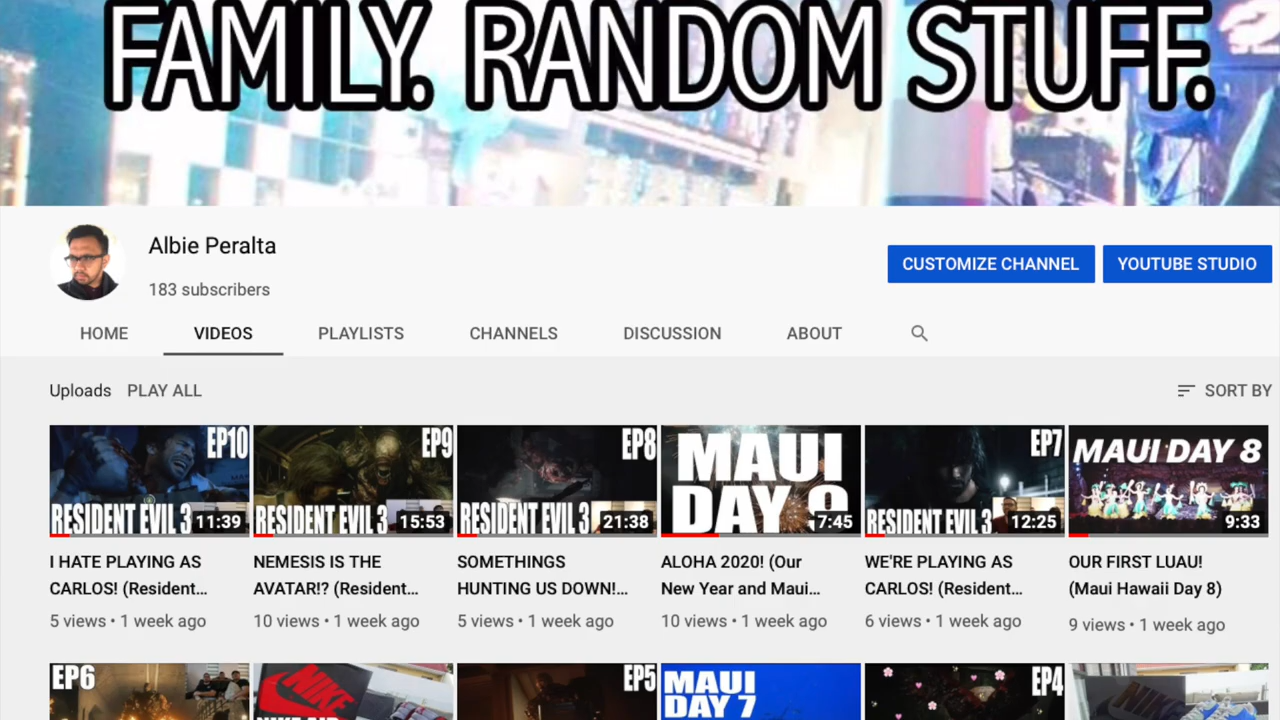 FAMILY. RANDOM STUFF.
Albie Peralta
183 subscribers
CUSTOMIZE CHANNEL
YOUTUBE STUDIO
HOME
VIDEOS
PLAYLISTS
CHANNELS
DISCUSSION
ABOUT
Uploads
PLAY ALL
SORT BY
EP10
RESIDENT EVIL 3
11:39
I HATE PLAYING AS
CARLOS! (Resident...
5 views • 1 week ago
EP9
RESIDENT EVIL 3
15:53
NEMESIS IS THE
AVATAR!? (Resident...
10 views • 1 week ago
EP8
RESIDENT EVIL 3
21:38
SOMETHINGS
HUNTING US DOWN!...
5 views • 1 week ago
MAUI
DAY 9
7:45
ALOHA 2020! (Our
New Year and Maui...
10 views • 1 week ago
EP7
RESIDENT EVIL 3
12:25
WE'RE PLAYING AS
CARLOS! (Resident...
6 views • 1 week ago
MAUI DAY 8
9:33
OUR FIRST LUAU!
(Maui Hawaii Day 8)
9 views • 1 week ago
EP6
NIKE
NIKE AIR
EP5
MAUI
DAY 7
EP4